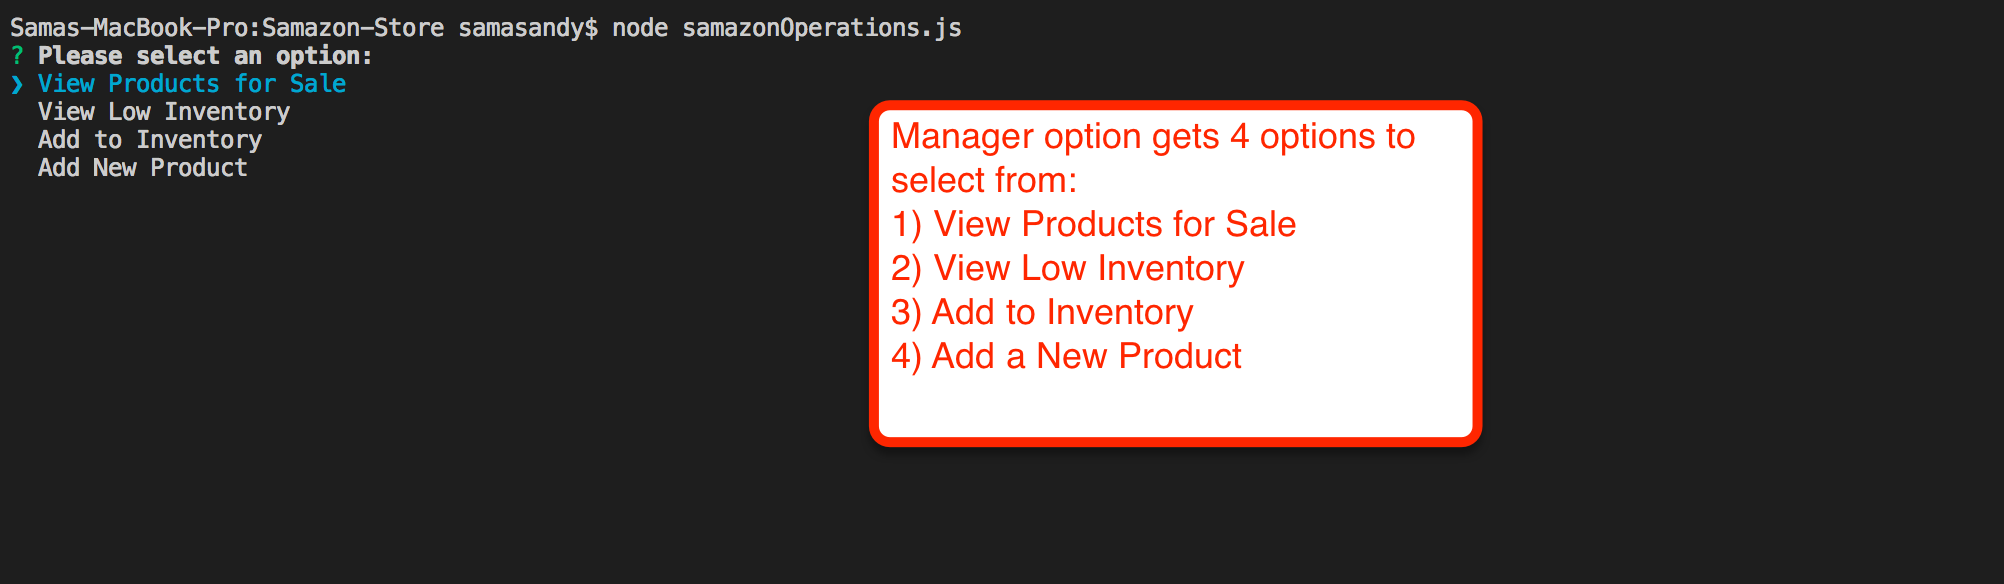 Samas-MacBook-Pro:Samazon-Store samasandy$ node samazonOperations.js
? Please select an option:
❯ View Products for Sale
View Low Inventory
Add to Inventory
Add New Product
Manager option gets 4 options to
select from:
1) View Products for Sale
2) View Low Inventory
3) Add to Inventory
4) Add a New Product